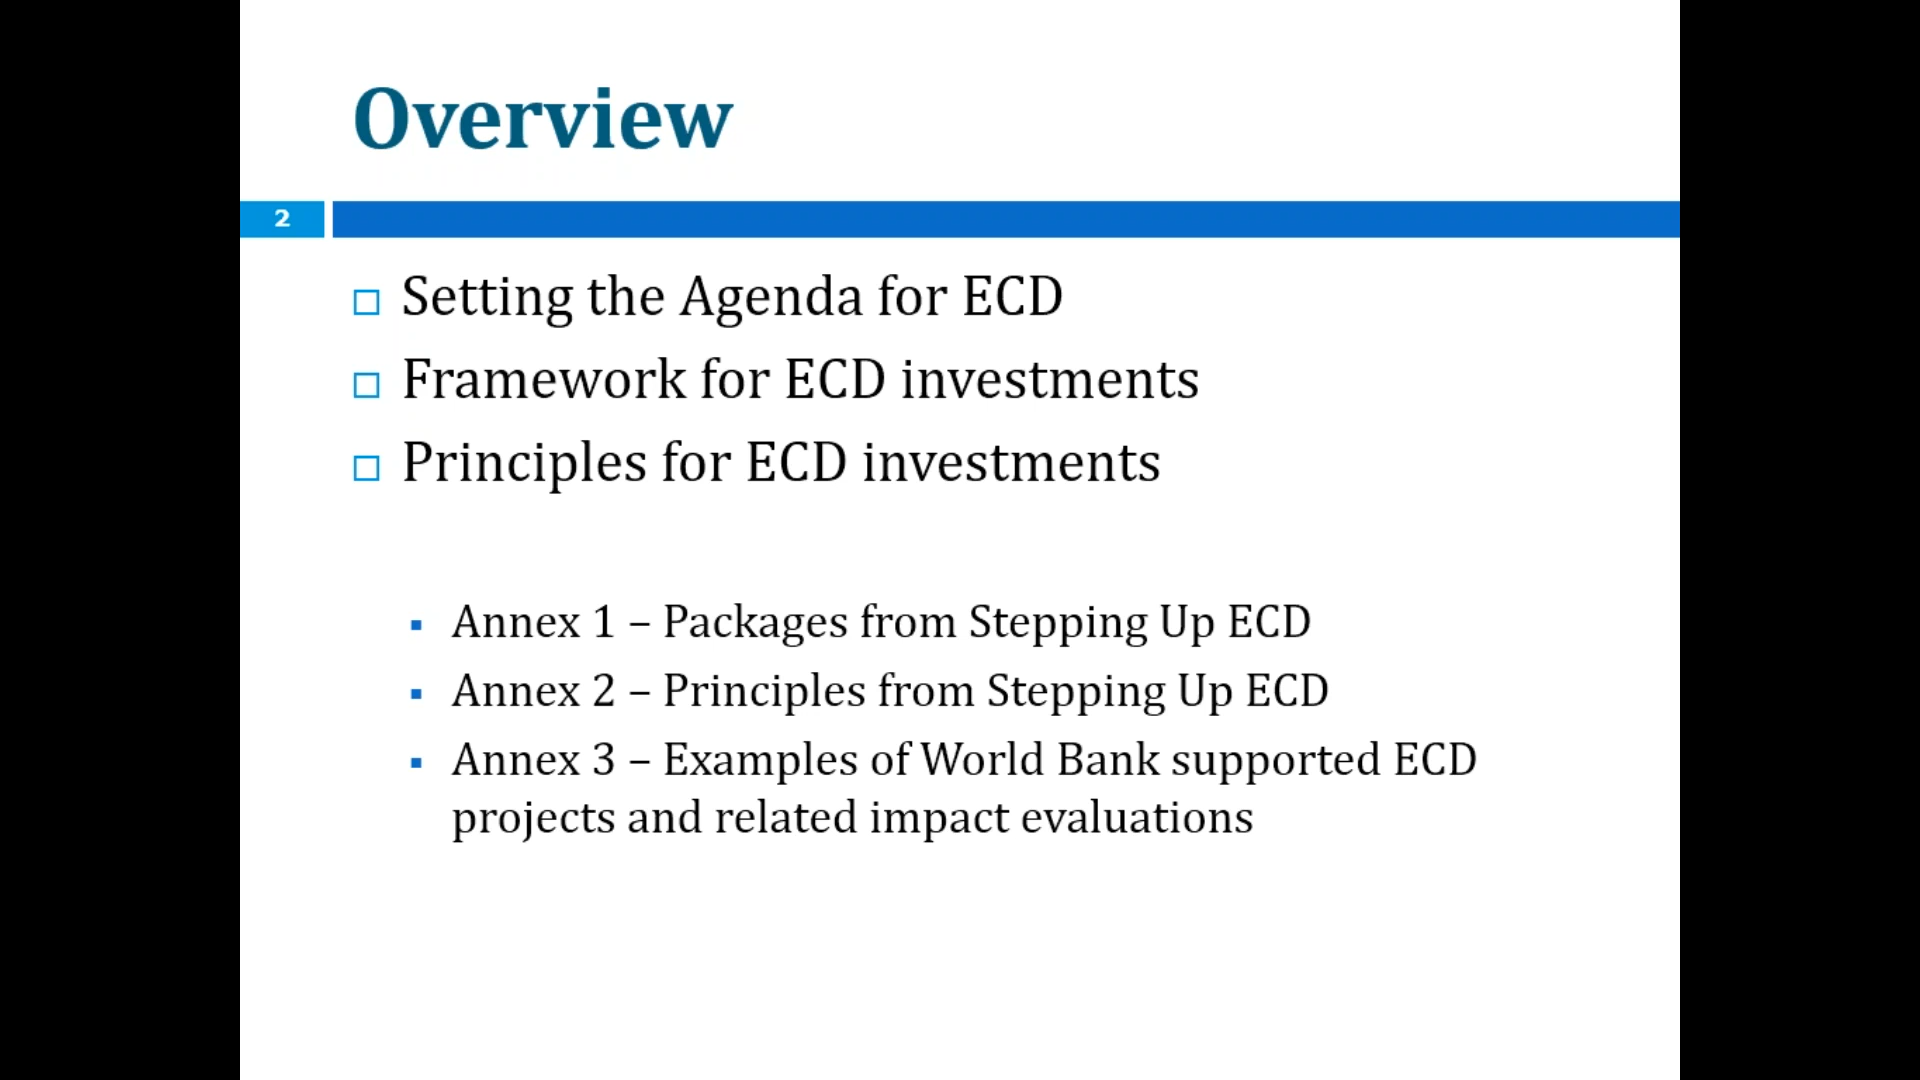 Overview
2
Setting the Agenda for ECD
Framework for ECD investments
Principles for ECD investments
Annex 1 – Packages from Stepping Up ECD
Annex 2 – Principles from Stepping Up ECD
Annex 3 – Examples of World Bank supported ECD
projects and related impact evaluations